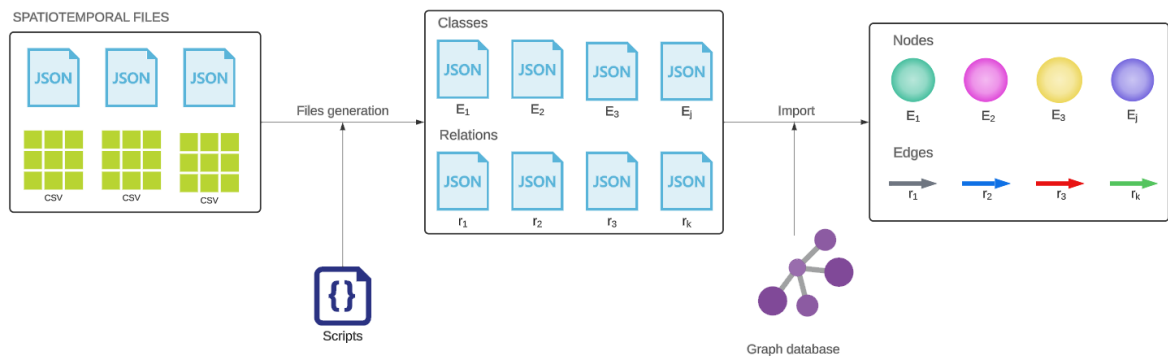 SPATIOTEMPORAL FILES
JSON JSON JSON
CSV CSV CSV
Files generation
{ }
Scripts
Classes
JSON JSON JSON JSON
E₁ E₂ E₃ Eⱼ
Relations
JSON JSON JSON JSON
r₁ r₂ r₃ rₖ
Import
Graph database
Nodes
E₁ E₂ E₃ Eⱼ
Edges
r₁ r₂ r₃ rₖ